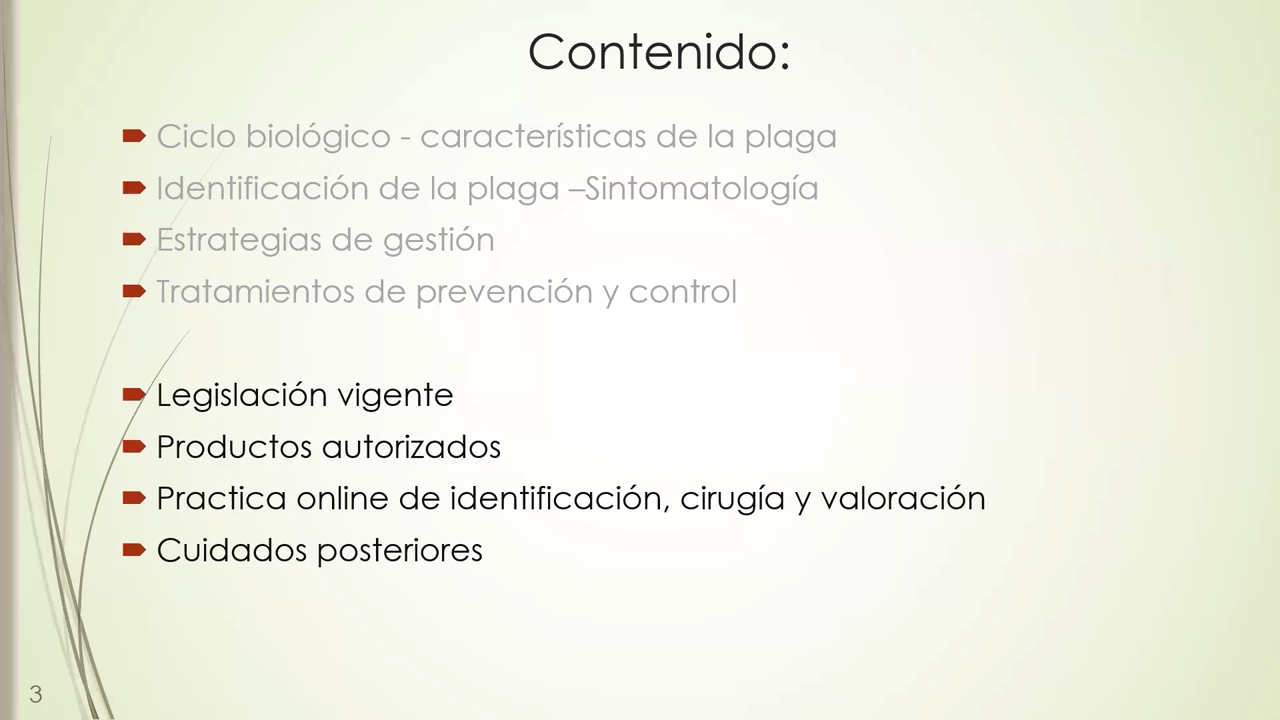 Contenido:
Ciclo biológico - características de la plaga
Identificación de la plaga –Sintomatología
Estrategias de gestión
Tratamientos de prevención y control
Legislación vigente
Productos autorizados
Practica online de identificación, cirugía y valoración
Cuidados posteriores
3